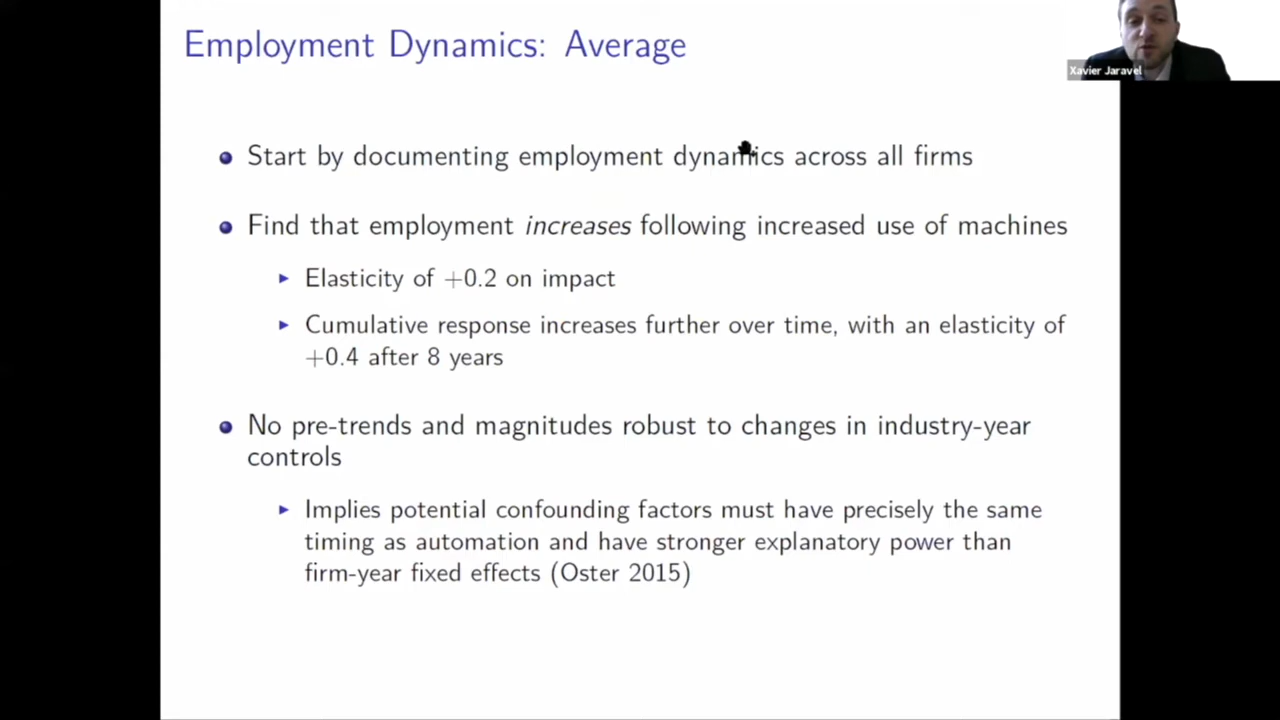 Employment Dynamics: Average
Xavier Jaravel
Start by documenting employment dynamics across all firms
Find that employment increases following increased use of machines
Elasticity of +0.2 on impact
Cumulative response increases further over time, with an elasticity of
+0.4 after 8 years
No pre-trends and magnitudes robust to changes in industry-year
controls
Implies potential confounding factors must have precisely the same
timing as automation and have stronger explanatory power than
firm-year fixed effects (Oster 2015)